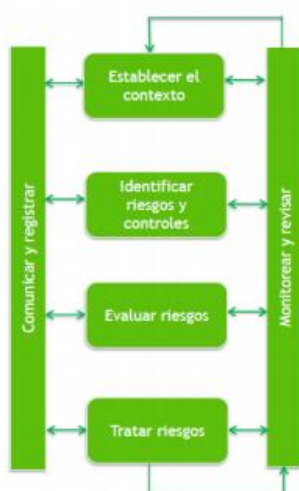 Establecer el
contexto
Identificar
riesgos y
controles
Evaluar riesgos
Tratar riesgos
Comunicar y registrar
Monitorear y revisar